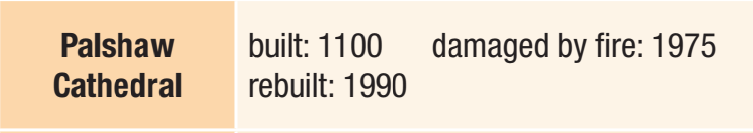 Palshaw
Cathedral
built: 1100 damaged by fire: 1975
rebuilt: 1990